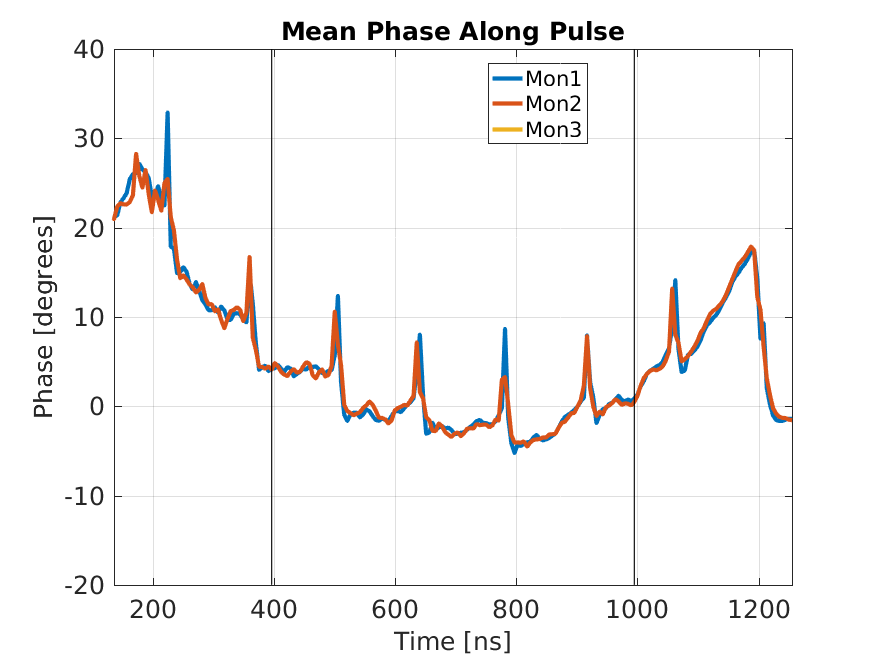 Mean Phase Along Pulse
40
30
20
10
0
-10
-20
Phase [degrees]
Mon1
Mon2
Mon3
200 400 600 800 1000 1200
Time [ns]